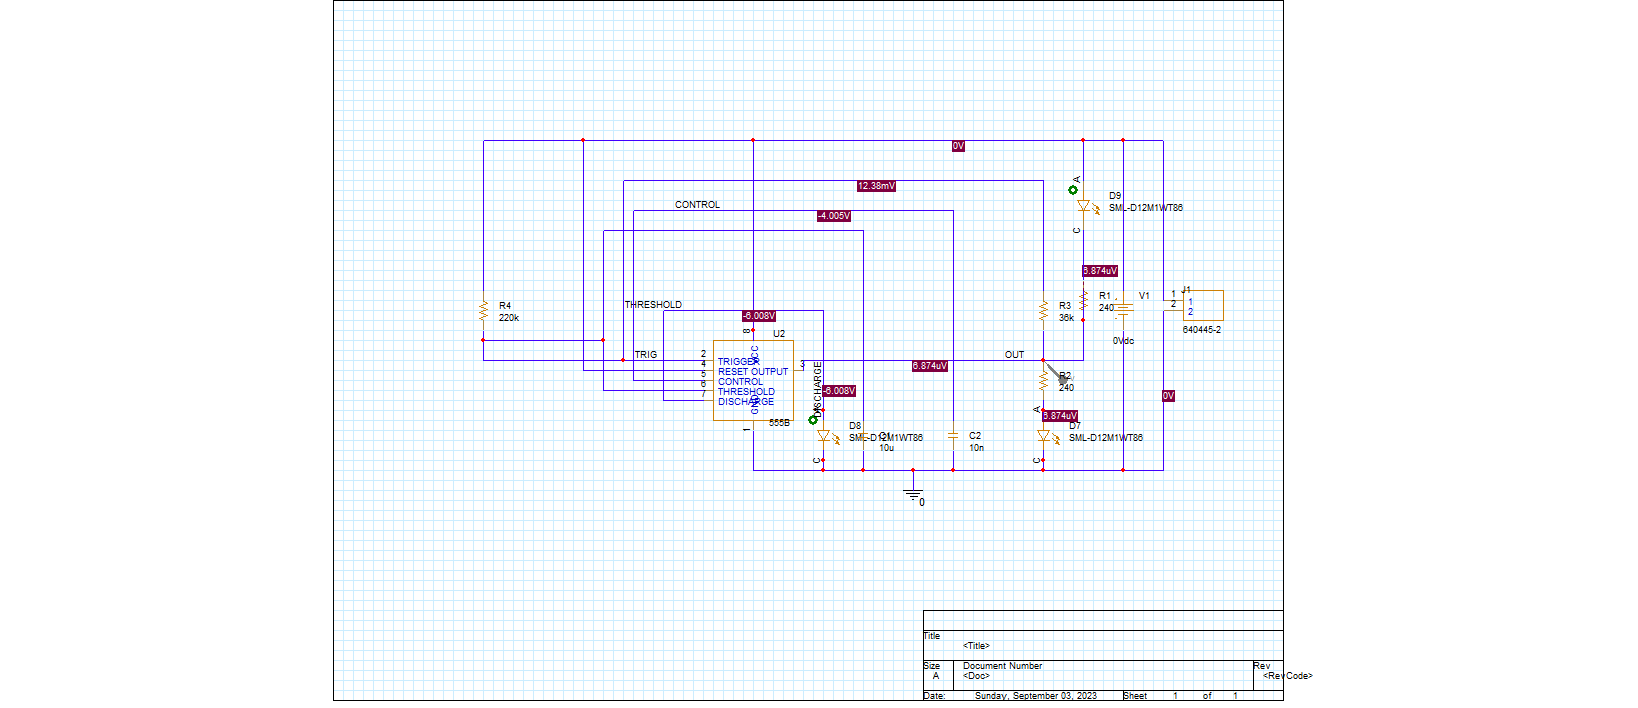 0V
A
12.38mV
D9
SML-D12M1WT86
CONTROL
-4.005V
C
6.874uV
J1
R4
220k
THRESHOLD
R3
36k
R1
240
V1
1
2
1
2
-6.008V
640445-2
8
U2
0Vdc
TRIG
OUT
2
4
5
6
7
TRIGGER
RESET OUTPUT
CONTROL
THRESHOLD
DISCHARGE
VCC
GND
3
6.874uV
R2
240
DISCHARGE
-6.008V
0V
A
6.874uV
1
555B
D8
SML-D12M1WT86
C1
10u
C2
10n
D7
SML-D12M1WT86
C
C
0
Title
<Title>
Size
A
Document Number
<Doc>
Rev
<RevCode>
Date:
Sunday, September 03, 2023
Sheet 1 of 1